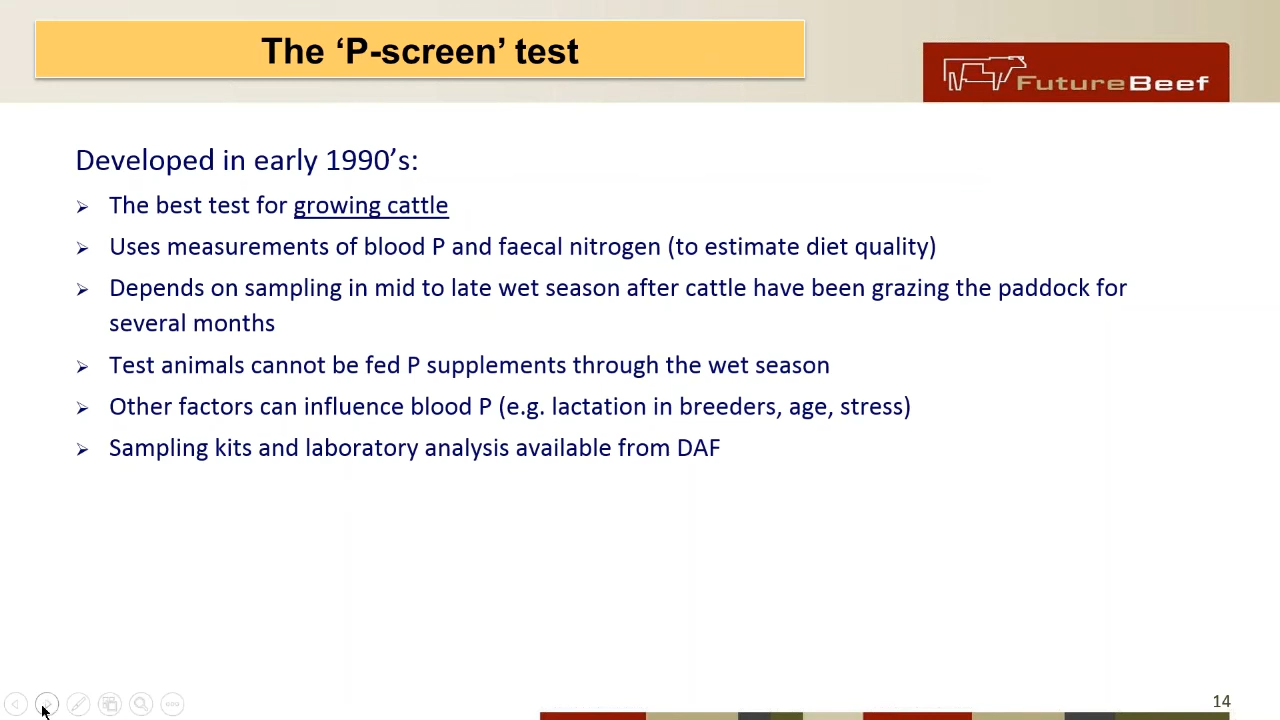 The ‘P-screen’ test
FutureBeef
Developed in early 1990’s:
The best test for growing cattle
Uses measurements of blood P and faecal nitrogen (to estimate diet quality)
Depends on sampling in mid to late wet season after cattle have been grazing the paddock for
several months
Test animals cannot be fed P supplements through the wet season
Other factors can influence blood P (e.g. lactation in breeders, age, stress)
Sampling kits and laboratory analysis available from DAF
14